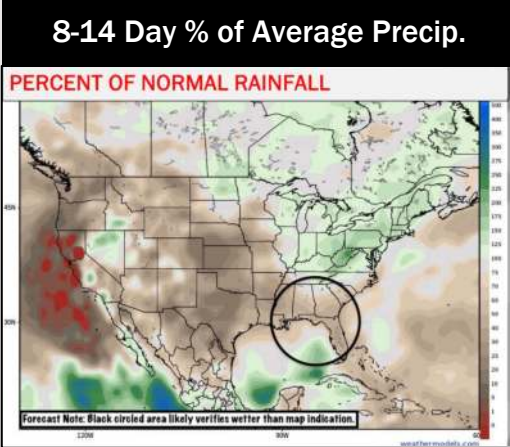 8-14 Day % of Average Precip.
PERCENT OF NORMAL RAINFALL
45N
30N
Forecast Note: Black circled area likely verifies wetter than map indication.
120W
90W
60
weathermodels.com